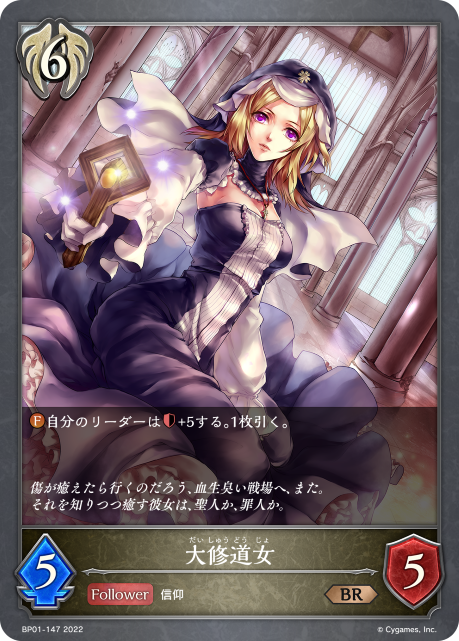 6
F 自分のリーダーは+5する。1枚引く。
傷が癒えたら行くのだろう、血生臭い戦場へ、また。
それを知りつつ癒す彼女は、聖人か、罪人か。
だいしゅうどうじょ
大修道女
5
5
Follower 信仰
BR
BP01-147 2022
© Cygames, Inc.